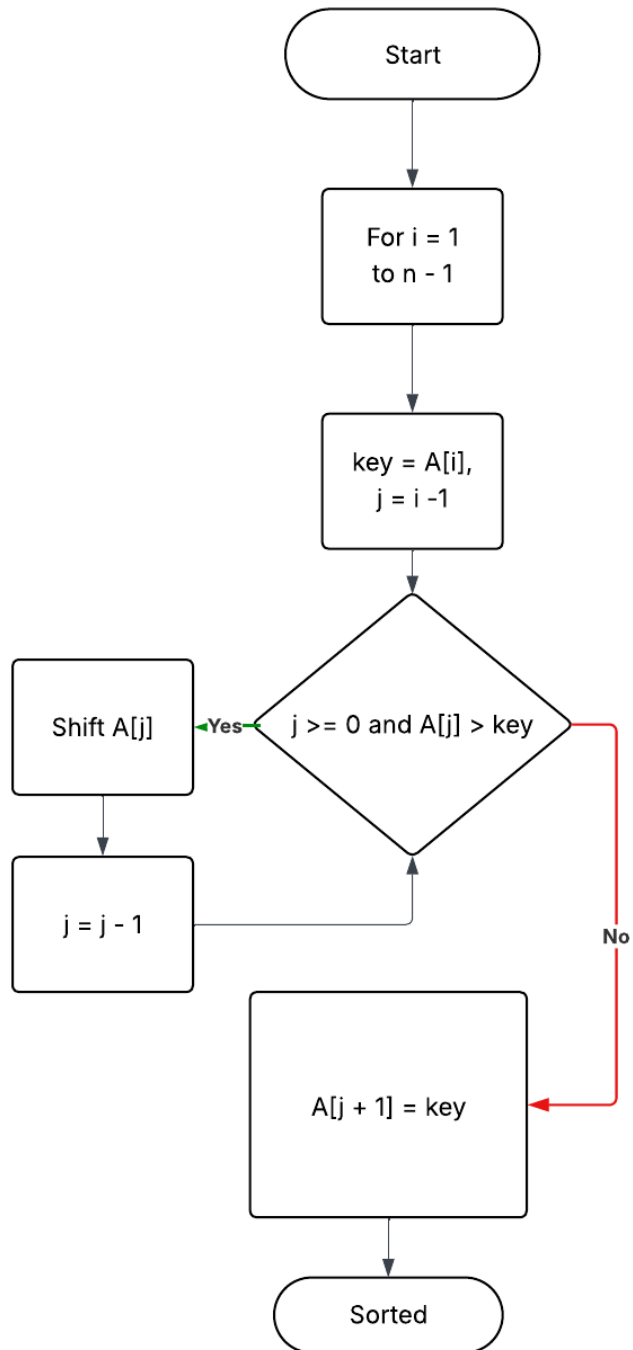 Start
For i = 1
to n - 1
key = A[i],
j = i -1
j >= 0 and A[j] > key
Yes
Shift A[j]
j = j - 1
No
A[j + 1] = key
Sorted